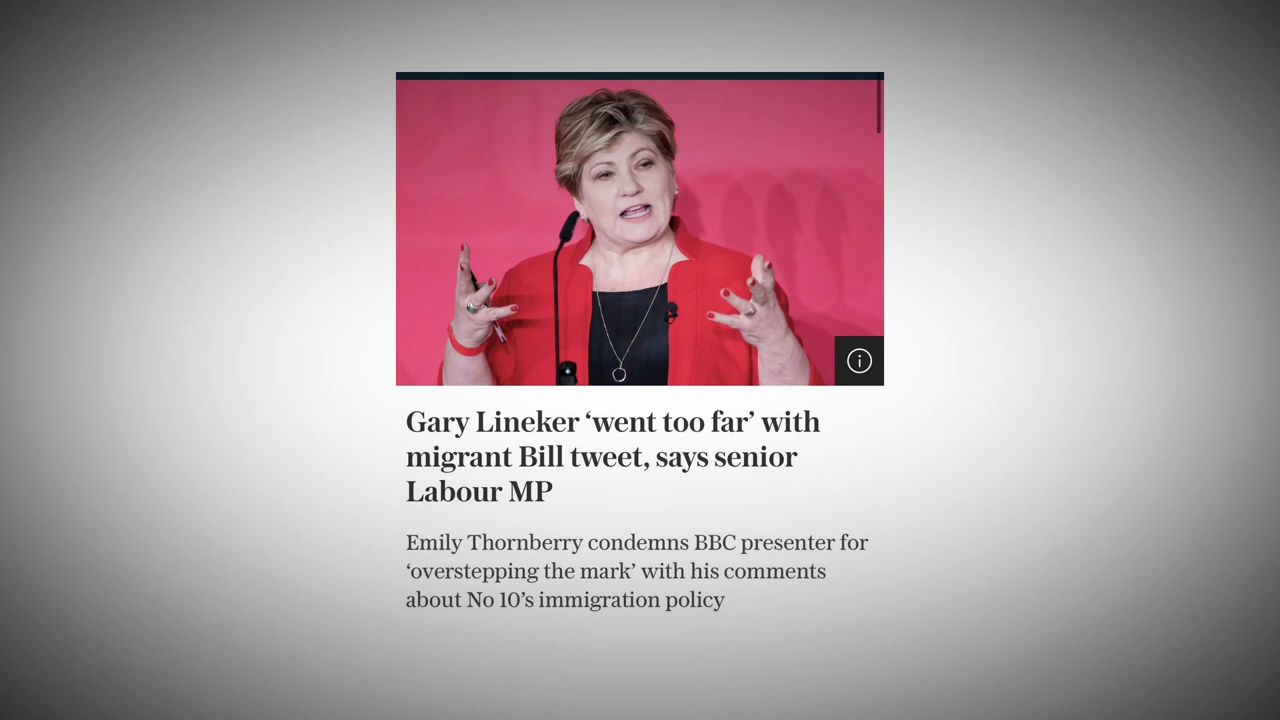 Gary Lineker ‘went too far’ with
migrant Bill tweet, says senior
Labour MP
Emily Thornberry condemns BBC presenter for
‘overstepping the mark’ with his comments
about No 10’s immigration policy